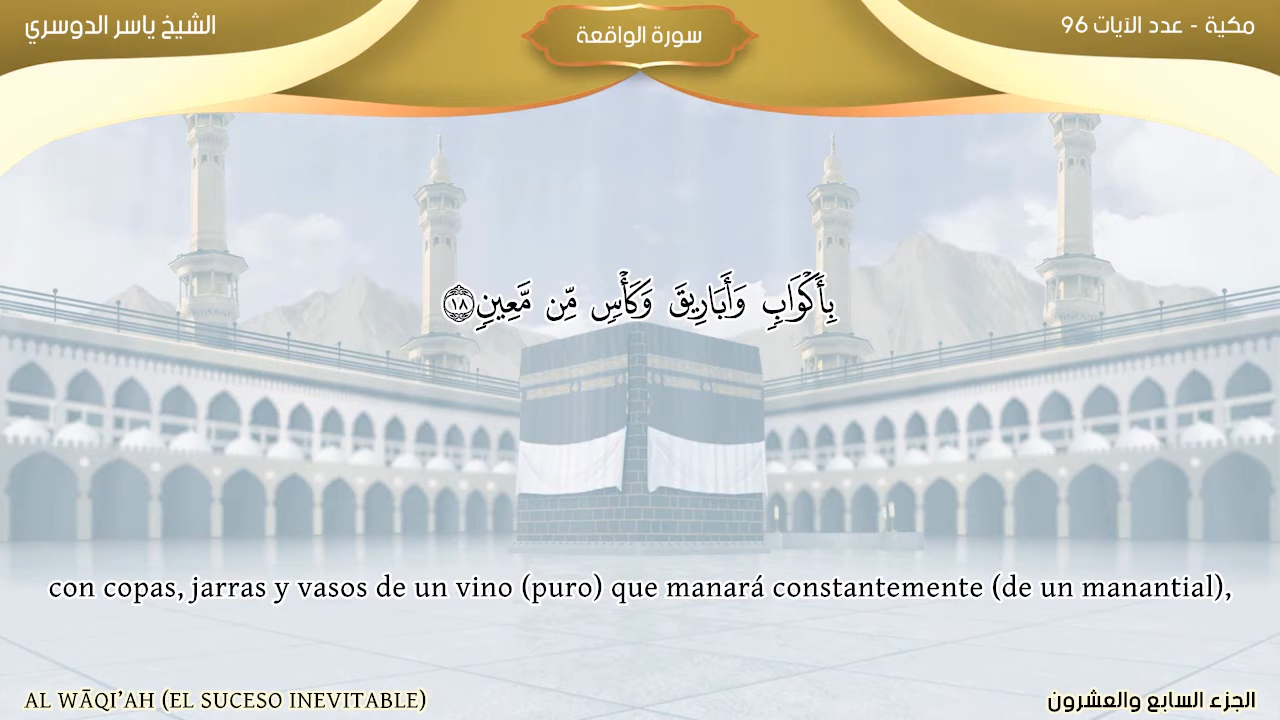 مكية - عدد الآيات 96
سورة الواقعة
الشيخ ياسر الدوسري
بِأَكْوَابٍ وَأَبَارِيقَ وَكَأْسٍ مِّن مَّعِينٍ ١٨
con copas, jarras y vasos de un vino (puro) que manará constantemente (de un manantial),
AL WĀQI’AH (EL SUCESO INEVITABLE)
الجزء السابع والعشرون